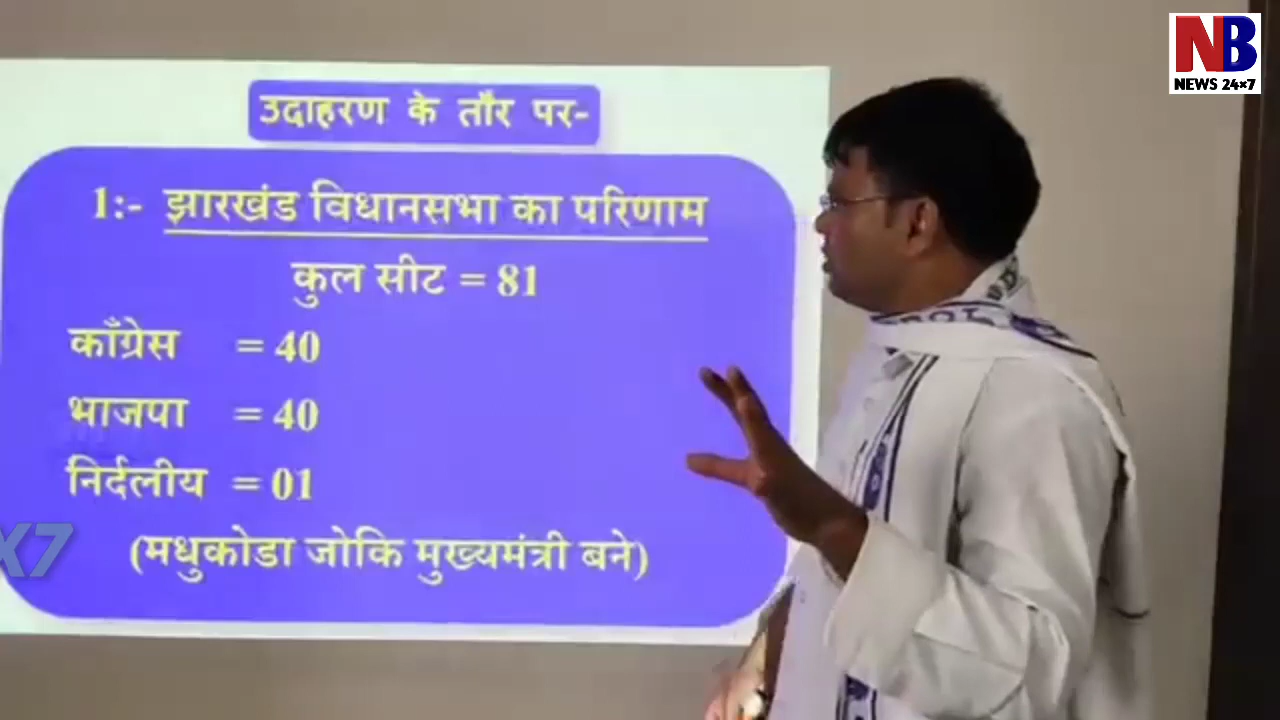 NB
NEWS 24×7
उदाहरण के तौर पर-
1:- झारखंड विधानसभा का परिणाम
कुल सीट = 81
काँग्रेस = 40
भाजपा = 40
निर्दलीय = 01
(मधुकोडा जोकि मुख्यमंत्री बने)
X7